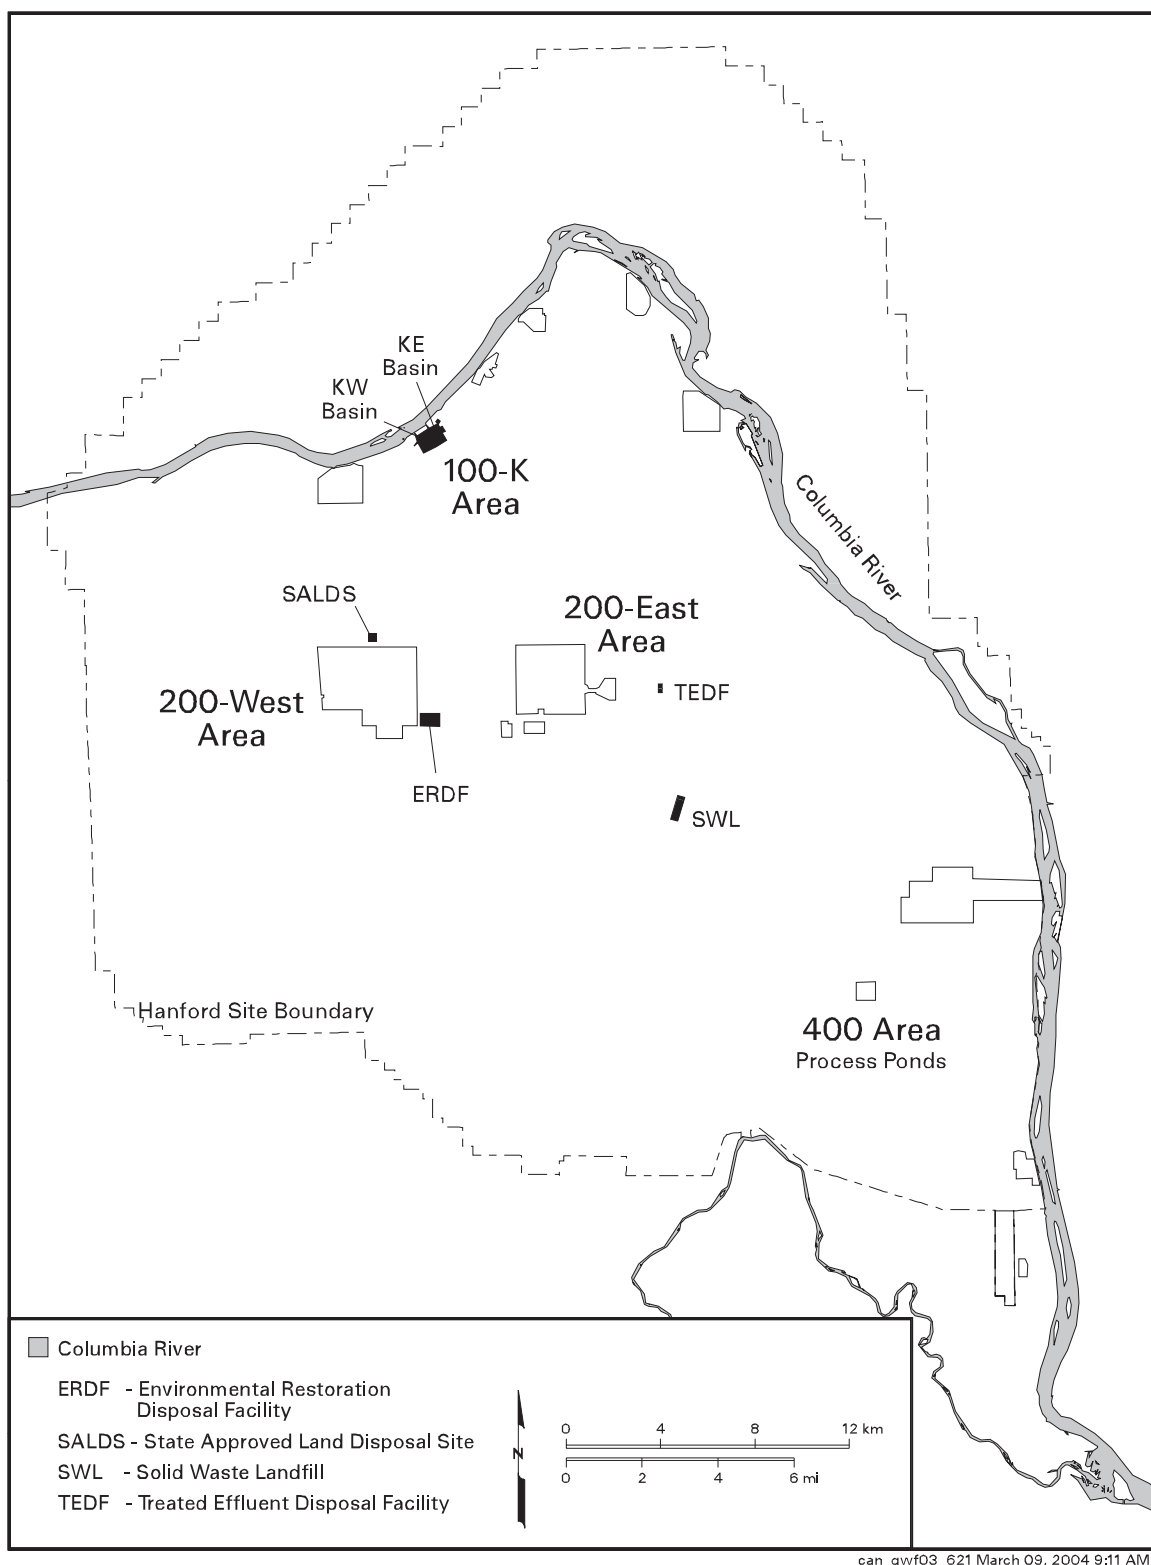 KE
Basin
KW
Basin
100-K
Area
Columbia River
SALDS
200-East
Area
TEDF
200-West
Area
ERDF
SWL
Hanford Site Boundary
400 Area
Process Ponds
Columbia River
ERDF - Environmental Restoration
Disposal Facility
SALDS - State Approved Land Disposal Site
SWL - Solid Waste Landfill
TEDF - Treated Effluent Disposal Facility
N
0 4 8 12 km
0 2 4 6 mi
can_gwf03_621 March 09, 2004 9:11 AM